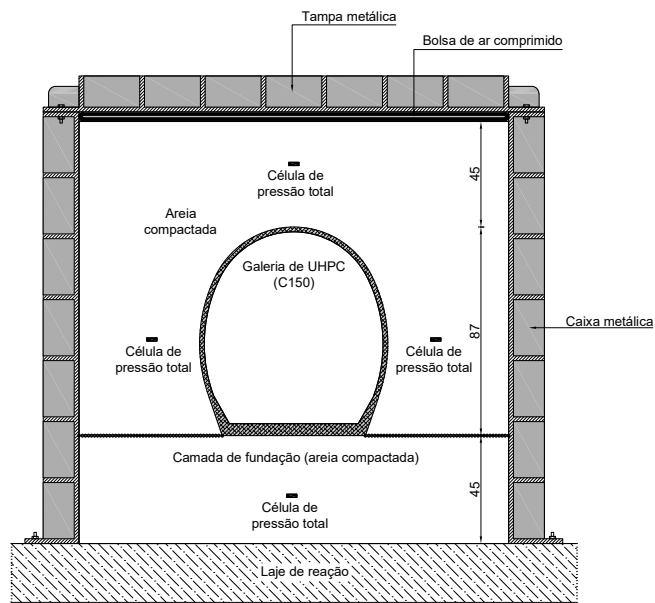 Tampa metálica
Bolsa de ar comprimido
Célula de
pressão total
45
Areia
compactada
Galeria de UHPC
(C150)
87
Caixa metálica
Célula de
pressão total
Célula de
pressão total
Camada de fundação (areia compactada)
45
Célula de
pressão total
Laje de reação